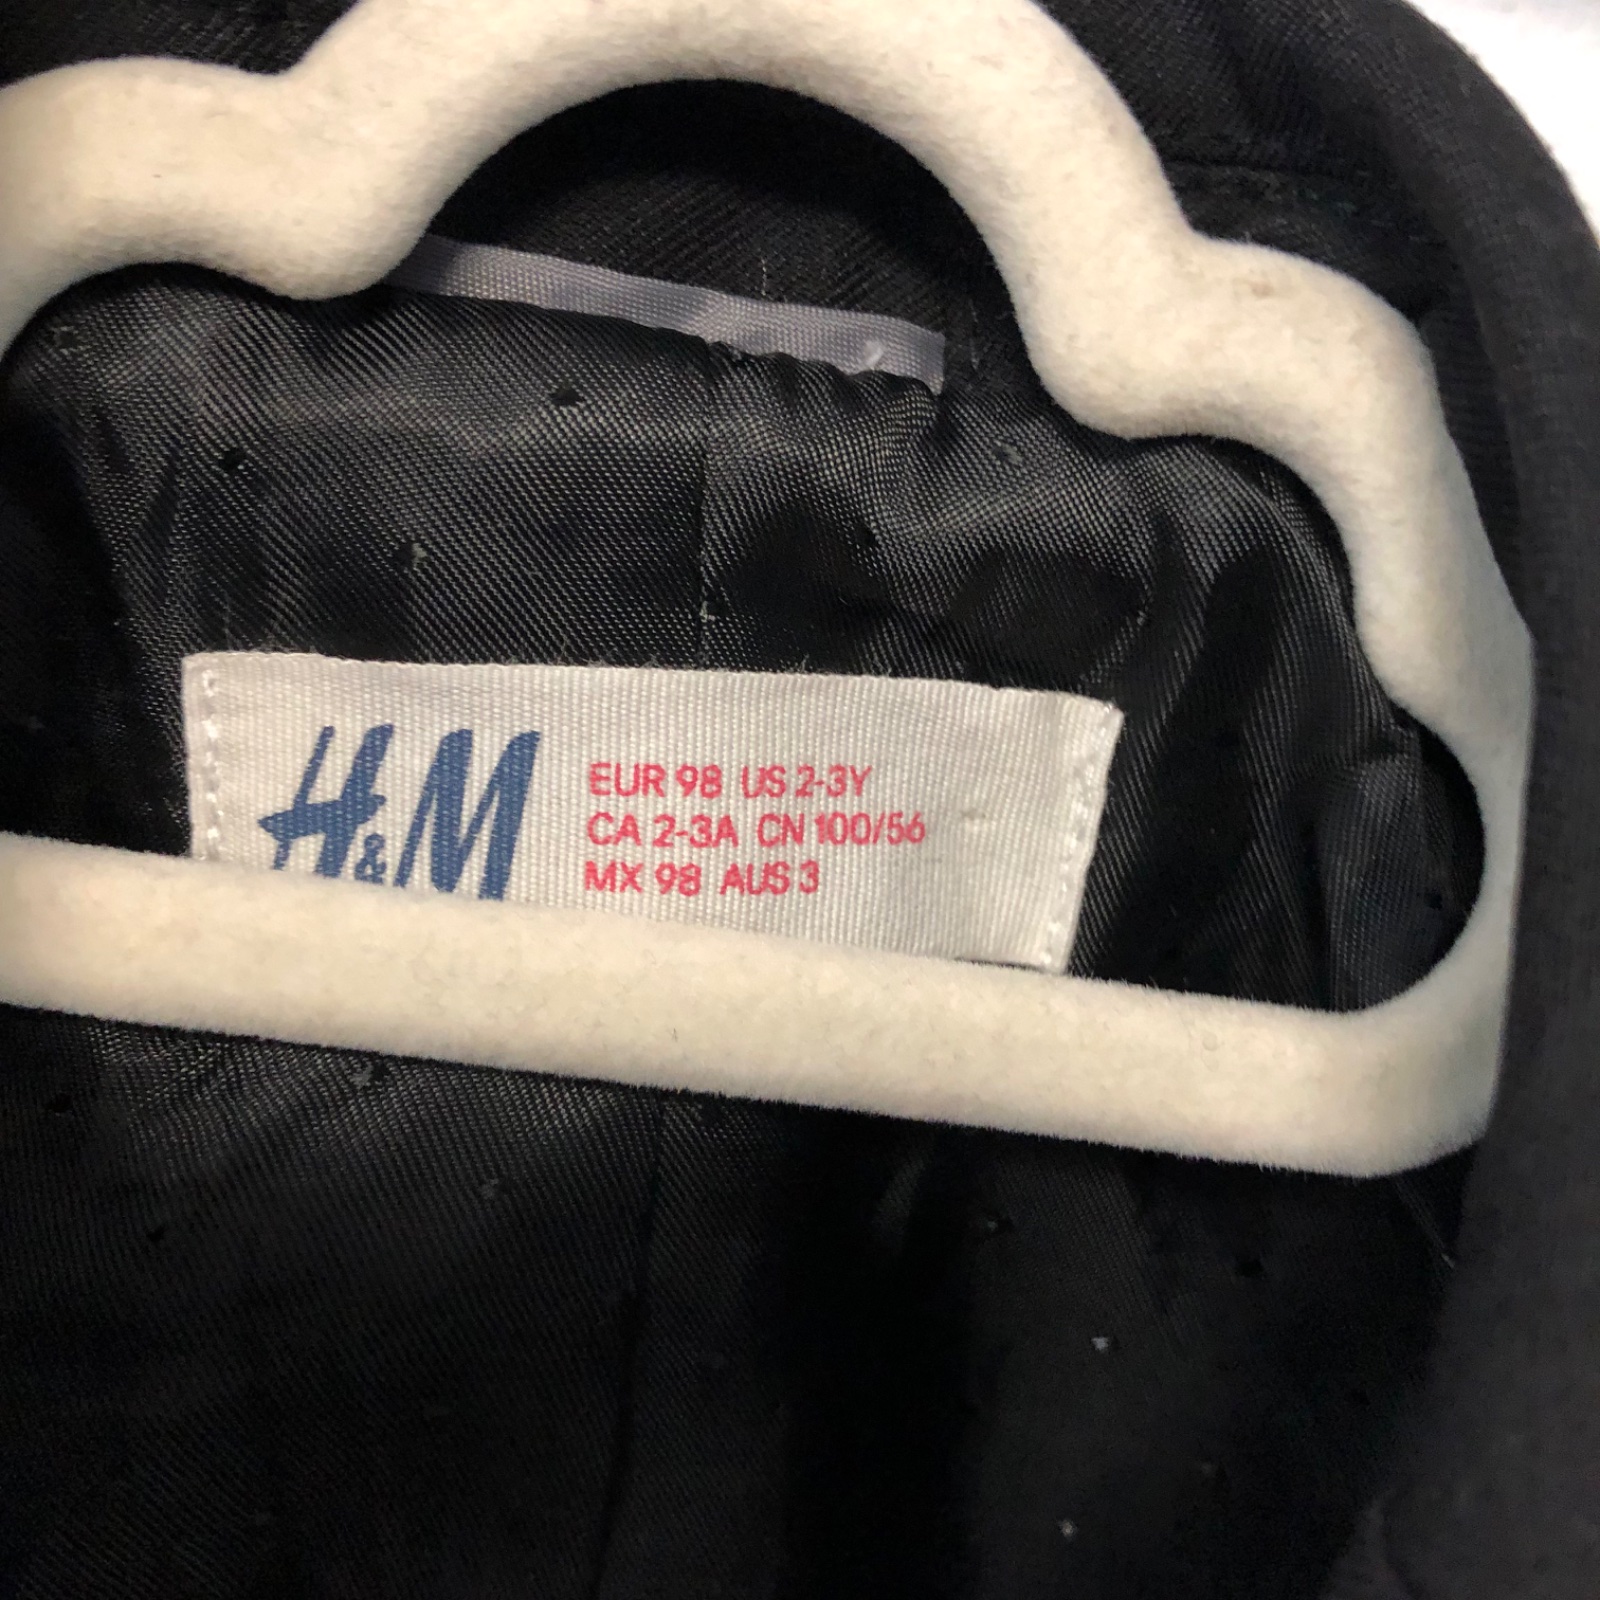 H&M
EUR 98 US 2-3Y
CA 2-3A CN 100/56
MX 98 AUS 3